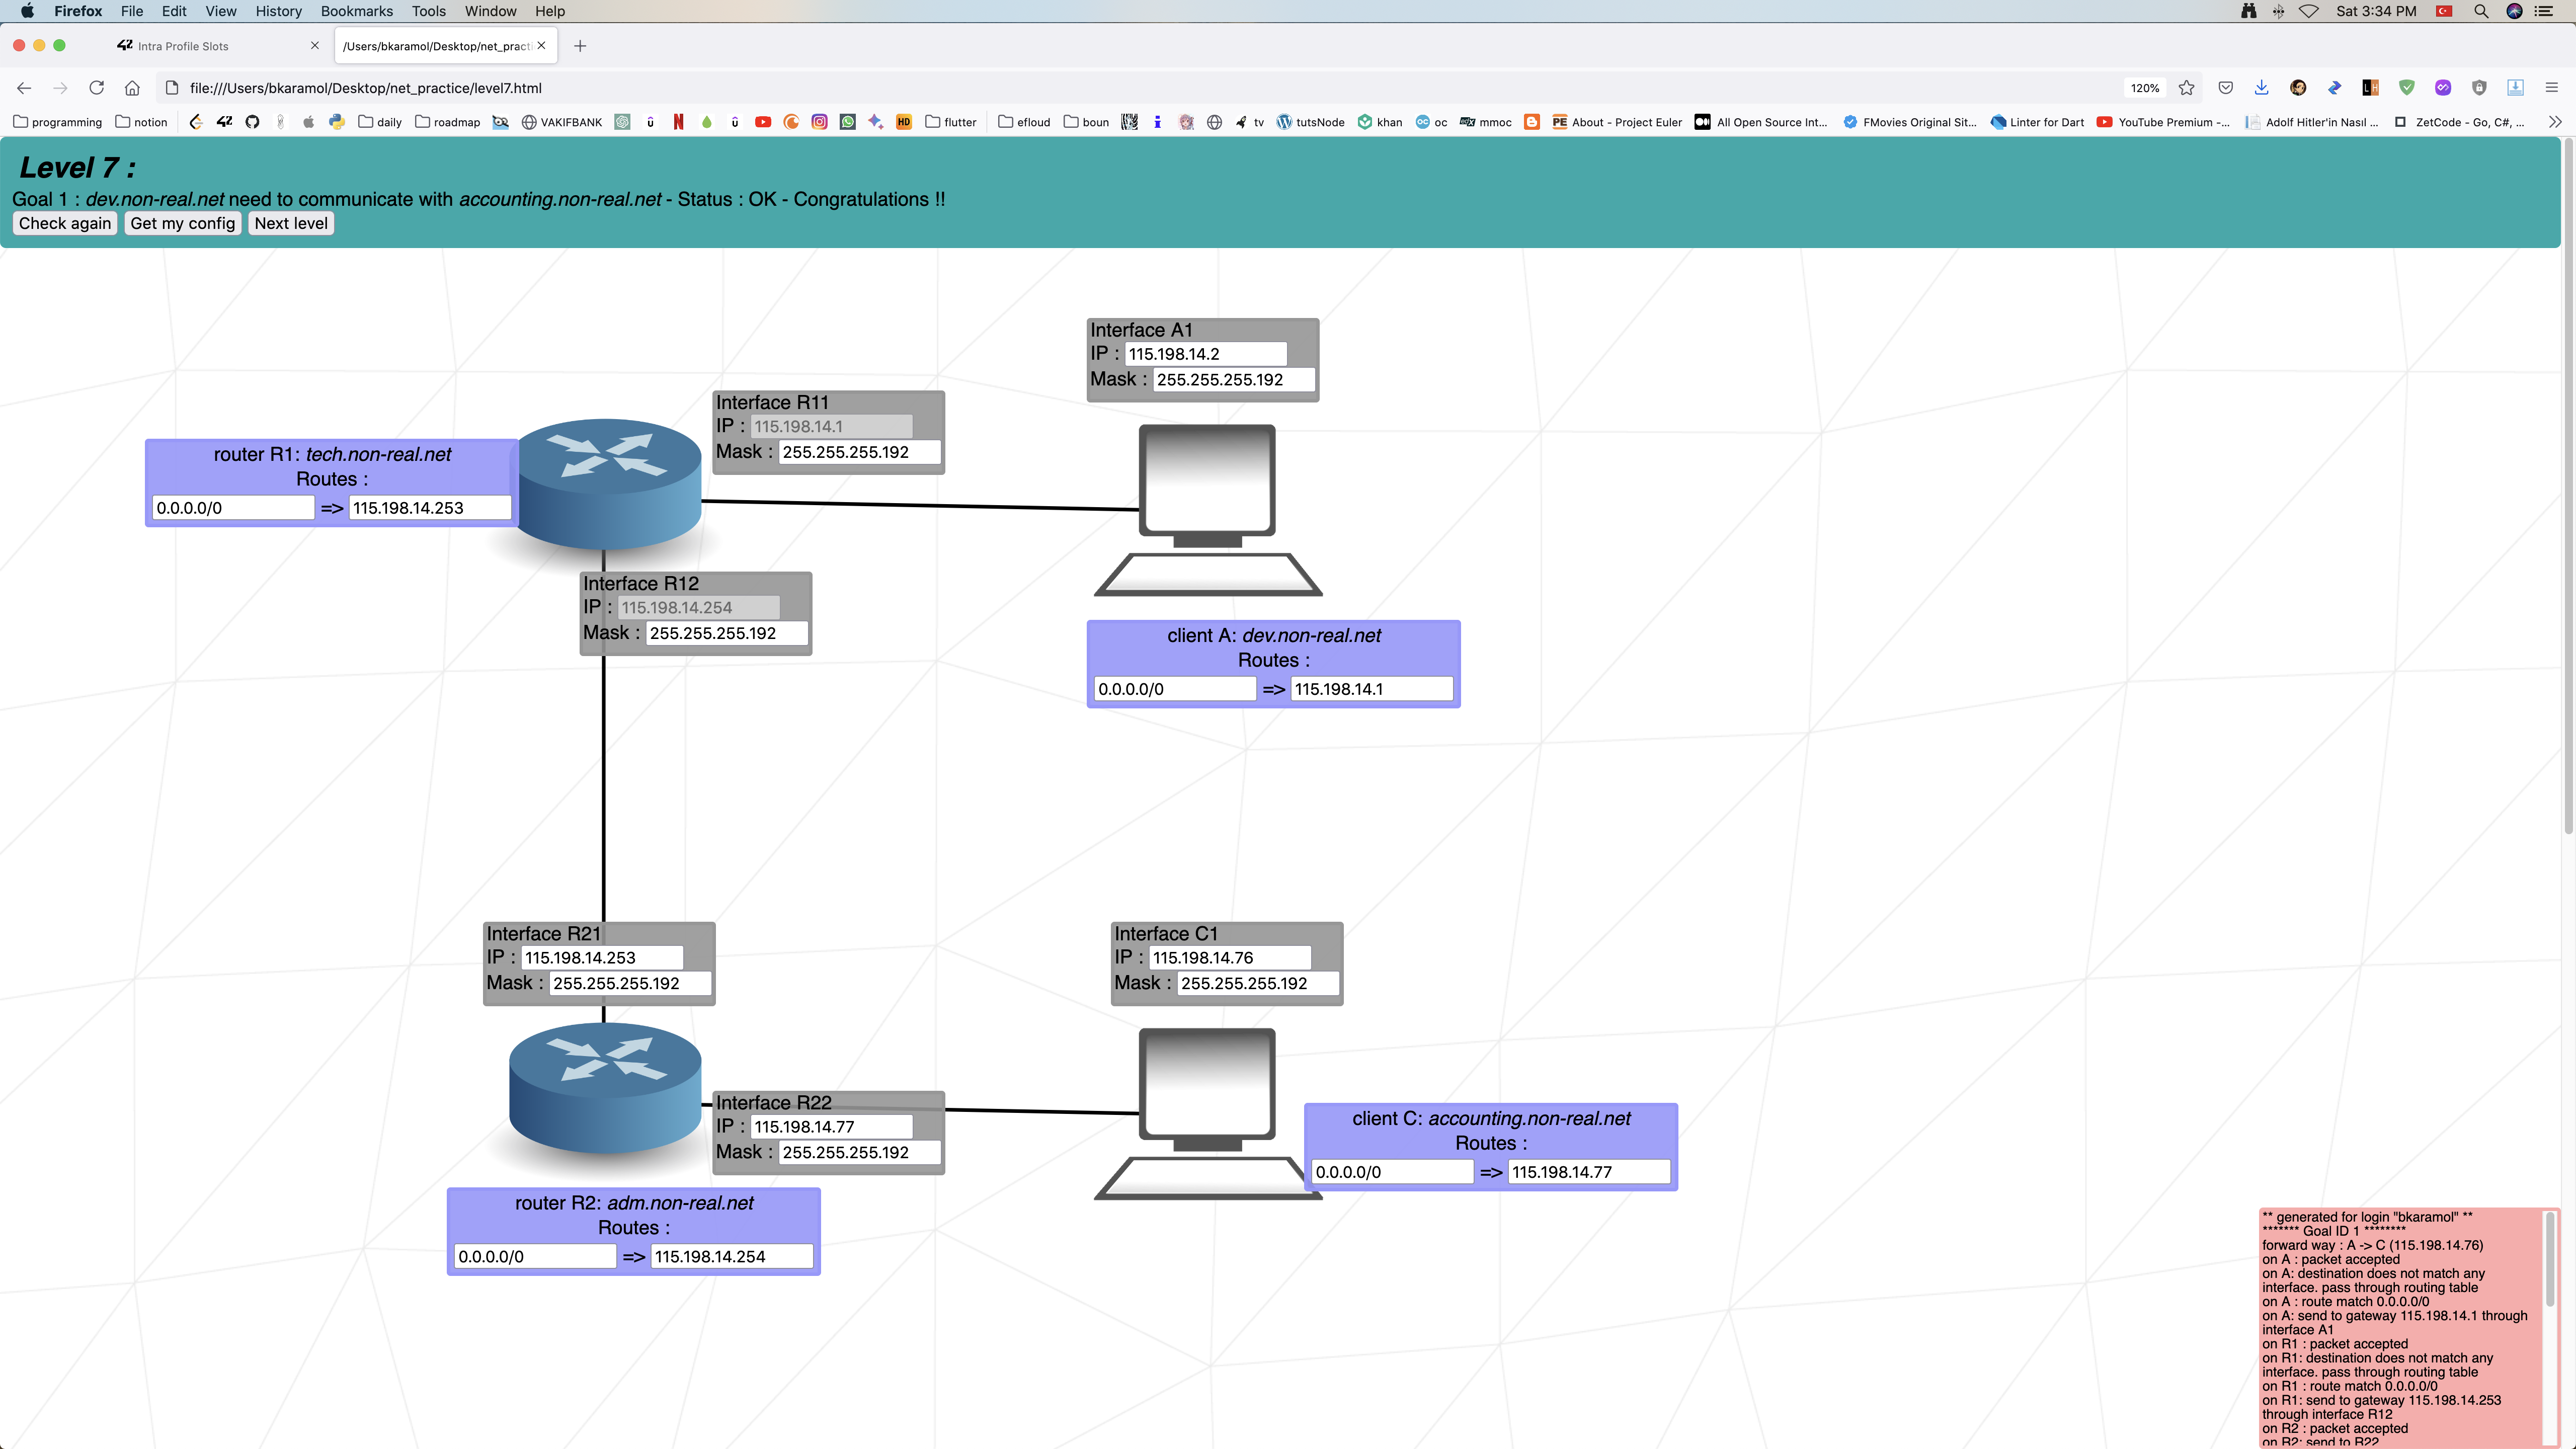 Firefox File Edit View History Bookmarks Tools Window Help Sat 3:34 PM
42 Intra Profile Slots
/Users/bkaramol/Desktop/net_pract
file:///Users/bkaramol/Desktop/net_practice/level7.html 120%
programming notion 42 daily roadmap VAKIFBANK flutter efloud boun tv tutsNode khan oc mmoc About - Project Euler All Open Source Int... FMovies Original Sit... Linter for Dart YouTube Premium -... Adolf Hitler'in Nasıl ... ZetCode - Go, C#, ...
Level 7 :
Goal 1 : dev.non-real.net need to communicate with accounting.non-real.net - Status : OK - Congratulations !!
Check again Get my config Next level
Interface A1
IP : 115.198.14.2
Mask : 255.255.255.192
Interface R11
IP : 115.198.14.1
Mask : 255.255.255.192
router R1: tech.non-real.net
Routes :
0.0.0.0/0 => 115.198.14.253
Interface R12
IP : 115.198.14.254
Mask : 255.255.255.192
client A: dev.non-real.net
Routes :
0.0.0.0/0 => 115.198.14.1
Interface R21
IP : 115.198.14.253
Mask : 255.255.255.192
Interface C1
IP : 115.198.14.76
Mask : 255.255.255.192
Interface R22
IP : 115.198.14.77
Mask : 255.255.255.192
client C: accounting.non-real.net
Routes :
0.0.0.0/0 => 115.198.14.77
router R2: adm.non-real.net
Routes :
0.0.0.0/0 => 115.198.14.254
** generated for login "bkaramol" **
******* Goal ID 1 ********
forward way : A -> C (115.198.14.76)
on A : packet accepted
on A: destination does not match any
interface. pass through routing table
on A : route match 0.0.0.0/0
on A: send to gateway 115.198.14.1 through
interface A1
on R1 : packet accepted
on R1: destination does not match any
interface. pass through routing table
on R1 : route match 0.0.0.0/0
on R1: send to gateway 115.198.14.253
through interface R12
on R2 : packet accepted
on R2: send to R22